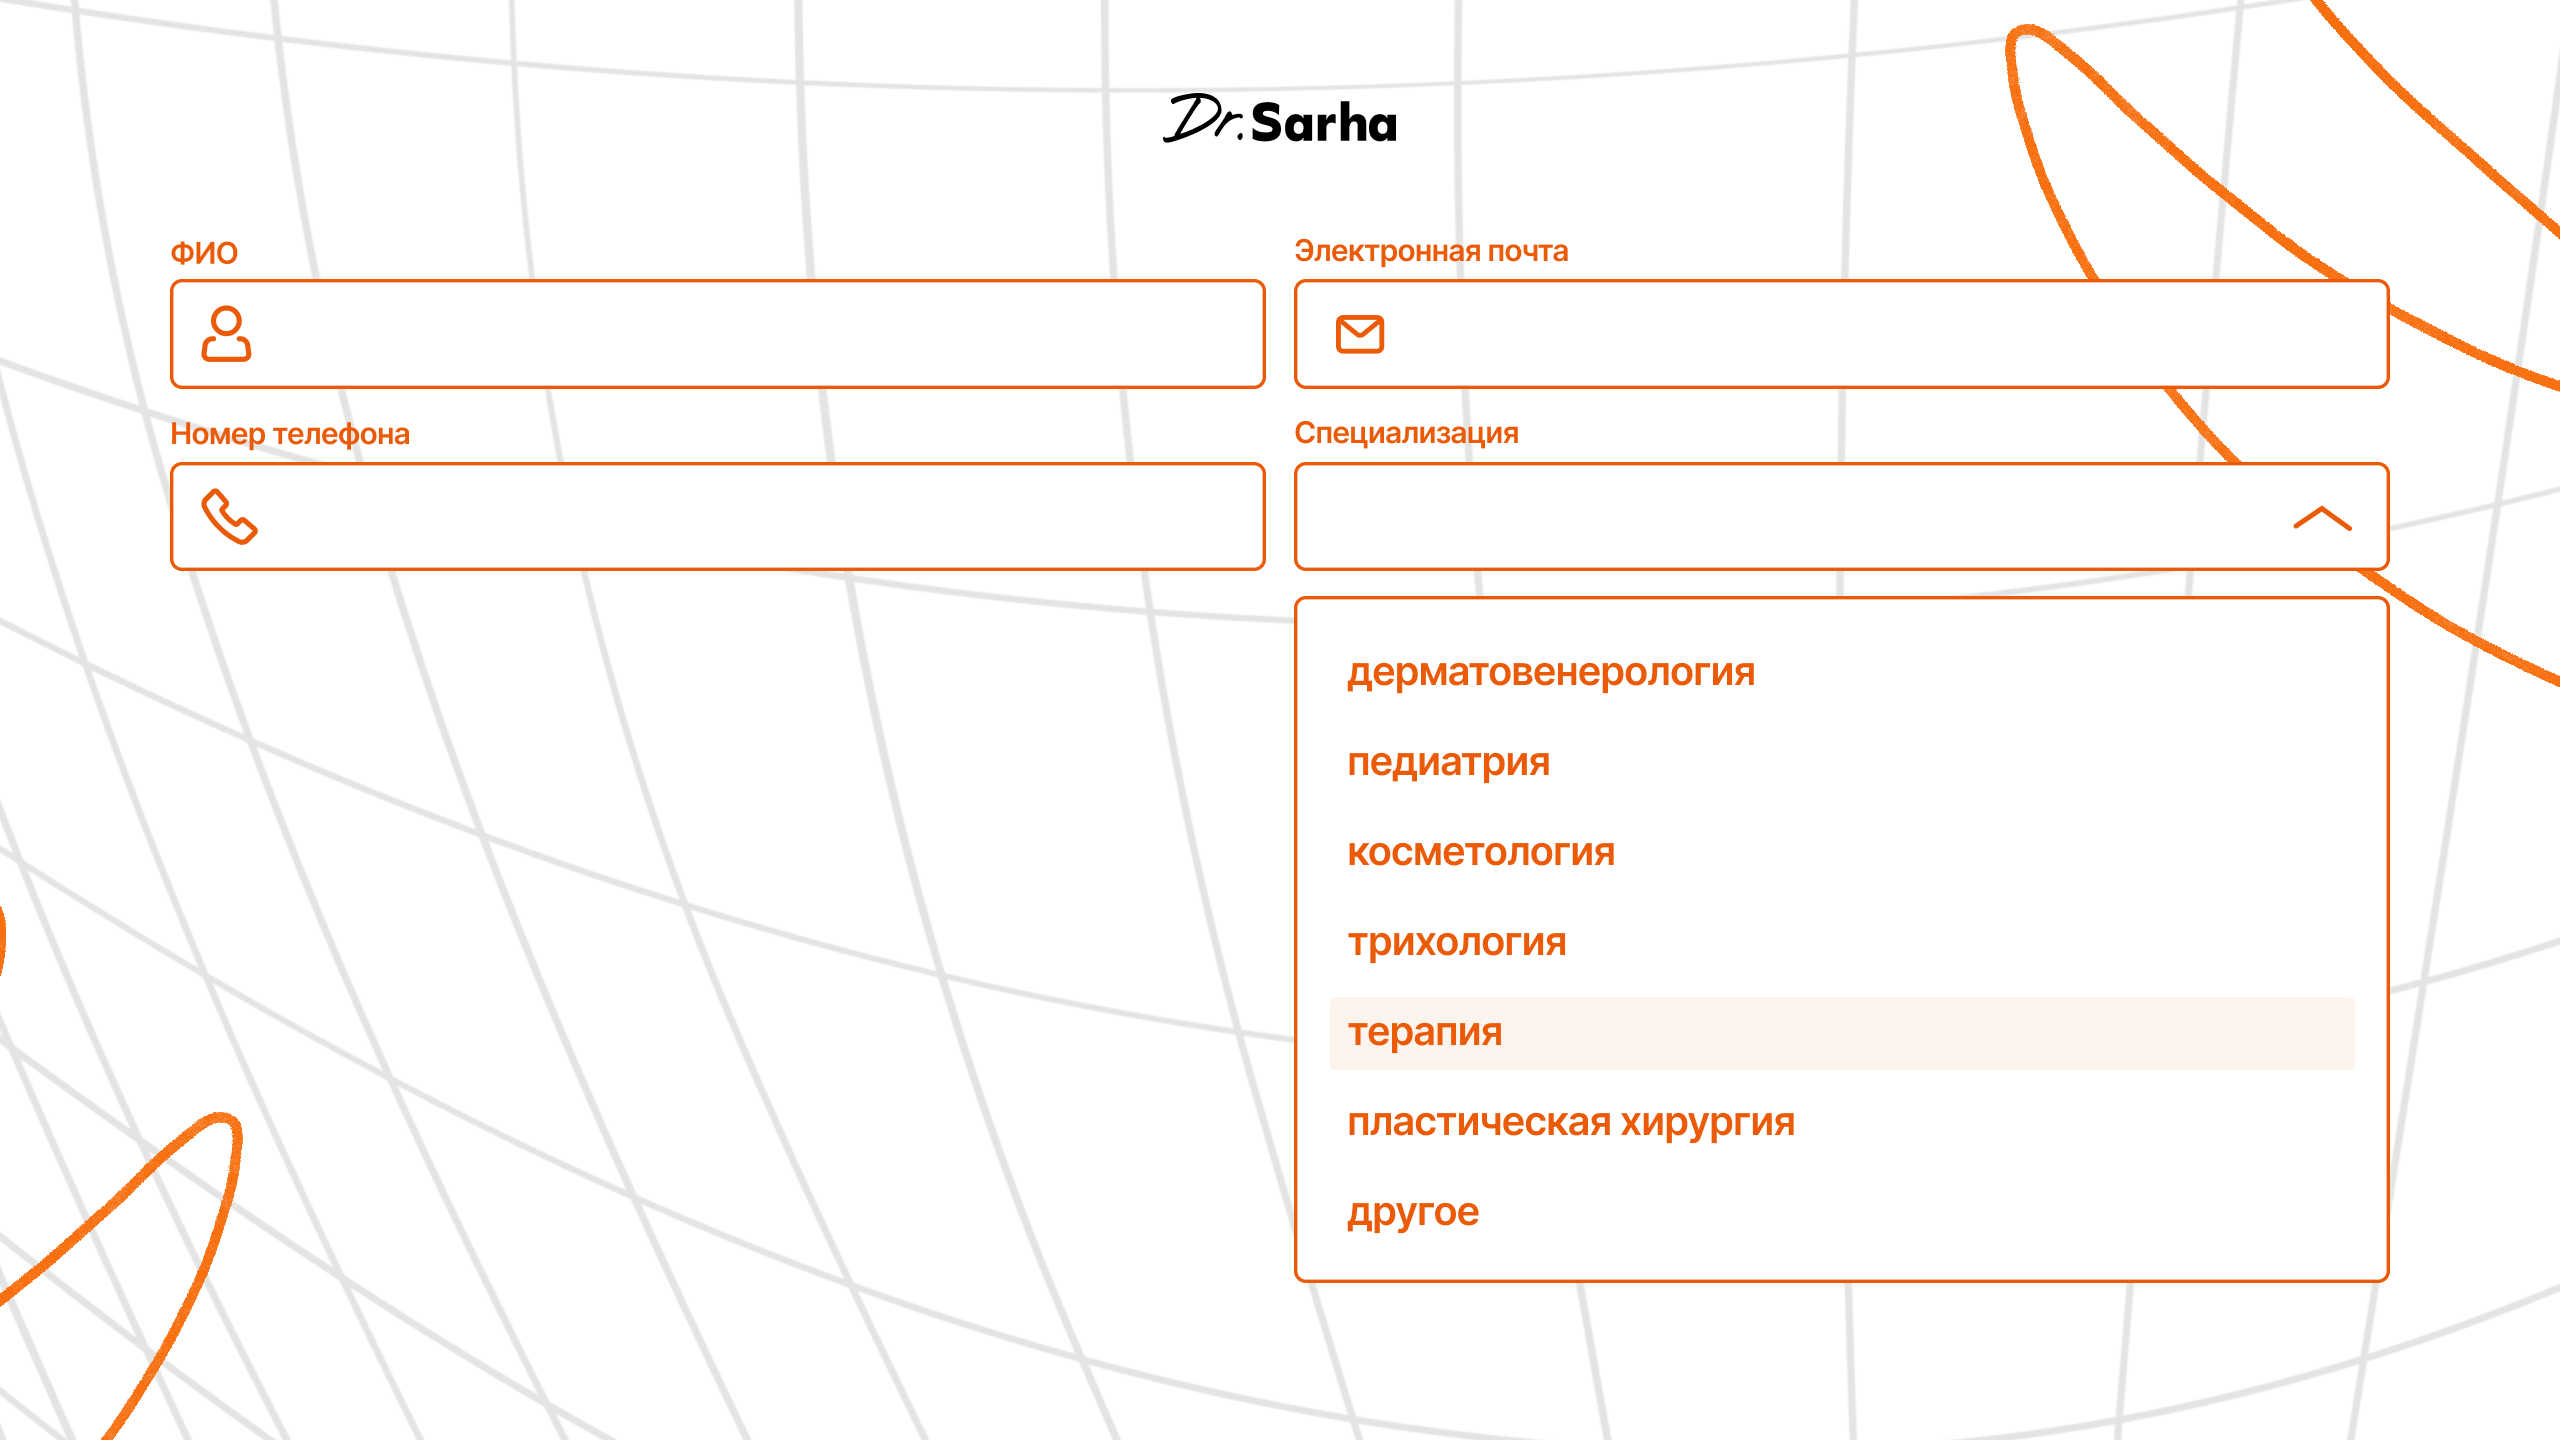 Dr.Sarha
ФИО
Электронная почта
Номер телефона
Специализация
дерматовенерология
педиатрия
косметология
трихология
терапия
пластическая хирургия
другое